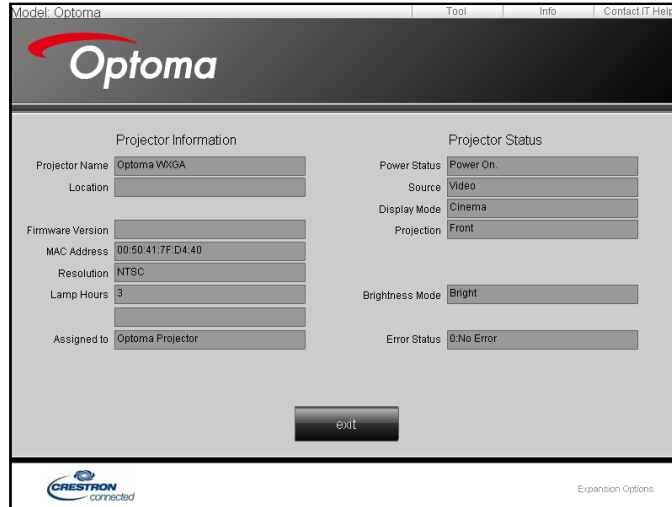 Model: Optoma
Tool
Info
Contact IT Help
Optoma
Projector Information
Projector Name
Optoma WXGA
Location
Firmware Version
MAC Address
00:50:41:7F:D4:40
Resolution
NTSC
Lamp Hours
3
Assigned to
Optoma Projector
Projector Status
Power Status
Power On.
Source
Video
Display Mode
Cinema
Projection
Front
Brightness Mode
Bright
Error Status
0:No Error
exit
CRESTRON
connected
Expansion Options